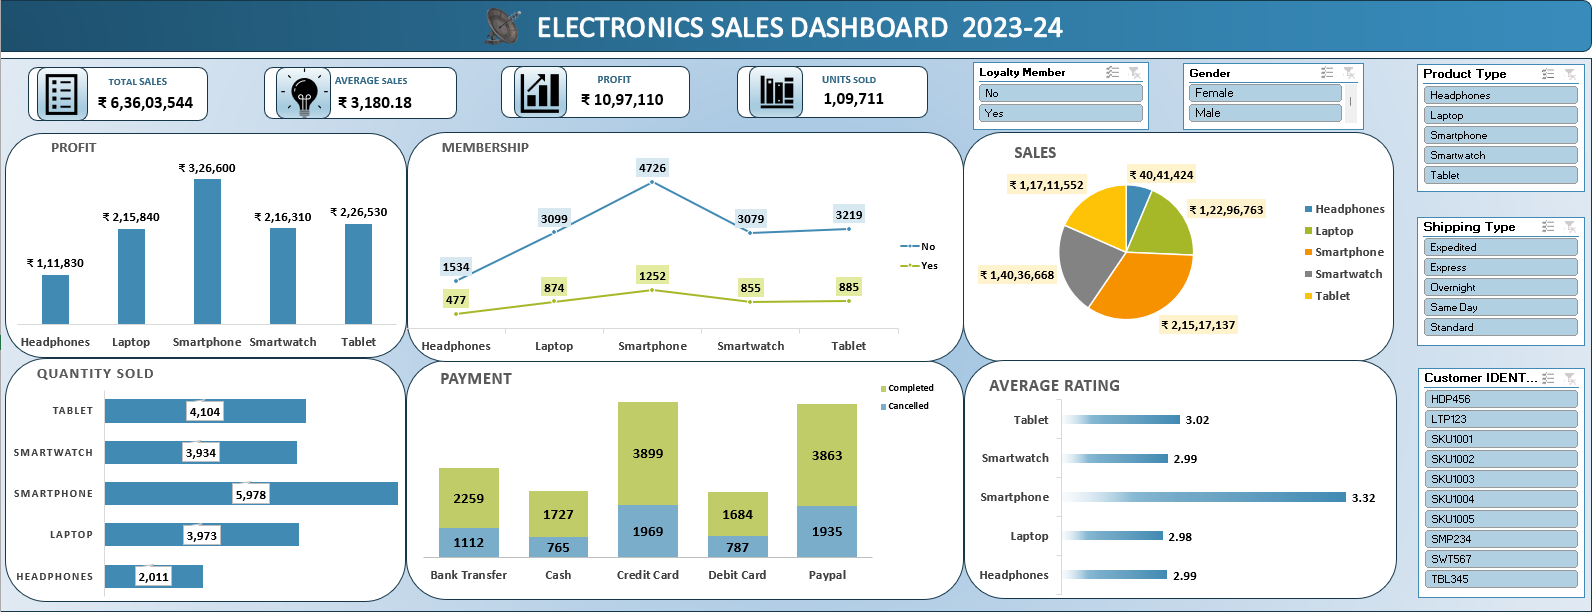 ELECTRONICS SALES DASHBOARD 2023-24
TOTAL SALES
₹ 6,36,03,544
AVERAGE SALES
₹ 3,180.18
PROFIT
₹ 10,97,110
UNITS SOLD
1,09,711
Loyalty Member
No
Yes
Gender
Female
Male
Product Type
Headphones
Laptop
Smartphone
Smartwatch
Tablet
PROFIT
₹ 1,11,830
₹ 2,15,840
₹ 3,26,600
₹ 2,16,310
₹ 2,26,530
Headphones Laptop Smartphone Smartwatch Tablet
MEMBERSHIP
1534
3099
4726
3079
3219
477
874
1252
855
885
No
Yes
Headphones Laptop Smartphone Smartwatch Tablet
SALES
₹ 40,41,424
₹ 1,22,96,763
₹ 2,15,17,137
₹ 1,40,36,668
₹ 1,17,11,552
Headphones
Laptop
Smartphone
Smartwatch
Tablet
Shipping Type
Expedited
Express
Overnight
Same Day
Standard
QUANTITY SOLD
TABLET 4,104
SMARTWATCH 3,934
SMARTPHONE 5,978
LAPTOP 3,973
HEADPHONES 2,011
PAYMENT
Completed
Cancelled
2259 1727 3899 1684 3863
1112 765 1969 787 1935
Bank Transfer Cash Credit Card Debit Card Paypal
AVERAGE RATING
Tablet 3.02
Smartwatch 2.99
Smartphone 3.32
Laptop 2.98
Headphones 2.99
Customer IDENT...
HDP456
LTP123
SKU1001
SKU1002
SKU1003
SKU1004
SKU1005
SMP234
SWT567
TBL345